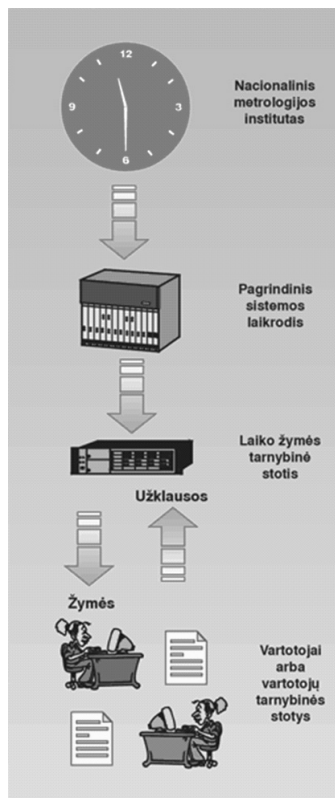 12
9
3
6
Nacionalinis
metrologijos
institutas
Pagrindinis
sistemos
laikrodis
Laiko žymės
tarnybinė
stotis
Užklausos
Žymės
Vartotojai
arba
vartotojų
tarnybinės
stotys